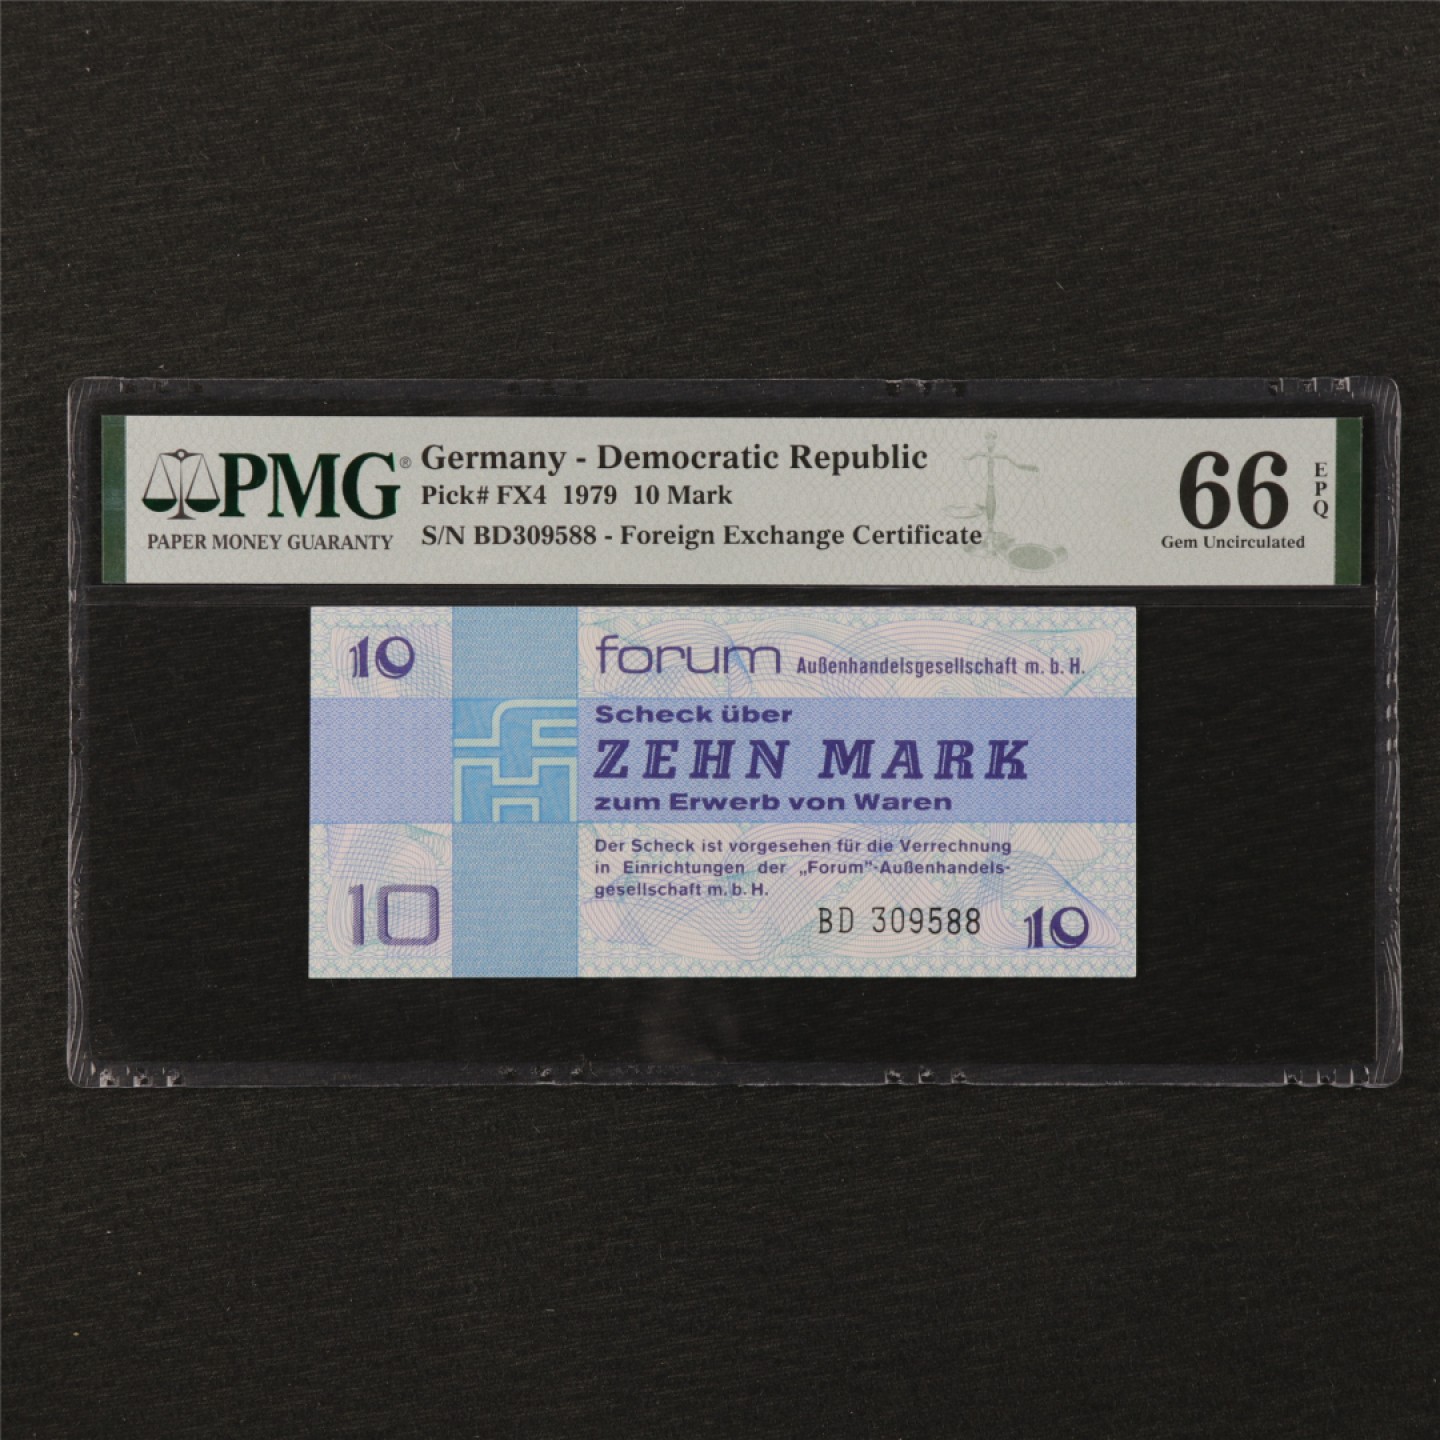 PMG®
PAPER MONEY GUARANTY
Germany - Democratic Republic
Pick# FX4 1979 10 Mark
S/N BD309588 - Foreign Exchange Certificate
66
EPQ
Gem Uncirculated
10
forum Außenhandelsgesellschaft m. b. H.
Scheck über
ZEHN MARK
zum Erwerb von Waren
Der Scheck ist vorgesehen für die Verrechnung
in Einrichtungen der „Forum"-Außenhandels-
gesellschaft m. b. H.
10
BD 309588
10